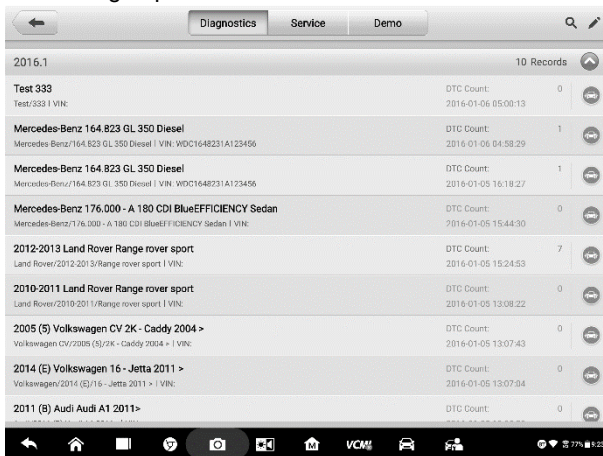 Diagnostics Service Demo
2016.1 10 Records
Test 333 DTC Count: 0
Test/333 | VIN: 2016-01-06 05:00:13
Mercedes-Benz 164.823 GL 350 Diesel DTC Count: 1
Mercedes-Benz/164.823 GL 350 Diesel | VIN: WDC1648231A123456 2016-01-06 04:58:29
Mercedes-Benz 164.823 GL 350 Diesel DTC Count: 1
Mercedes-Benz/164.823 GL 350 Diesel | VIN: WDC1648231A123456 2016-01-05 16:18:27
Mercedes-Benz 176.000 - A 180 CDI BlueEFFICIENCY Sedan DTC Count: 0
Mercedes-Benz/176.000 - A 180 CDI BlueEFFICIENCY Sedan | VIN: 2016-01-05 15:44:30
2012-2013 Land Rover Range rover sport DTC Count: 7
Land Rover/2012-2013/Range rover sport | VIN: 2016-01-05 15:24:53
2010-2011 Land Rover Range rover sport DTC Count: 0
Land Rover/2010-2011/Range rover sport | VIN: 2016-01-05 13:08:22
2005 (5) Volkswagen CV 2K - Caddy 2004 > DTC Count: 0
Volkswagen CV/2005 (5)/2K - Caddy 2004 > | VIN: 2016-01-05 13:07:43
2014 (E) Volkswagen 16 - Jetta 2011 > DTC Count: 0
Volkswagen/2014 (E)/16 - Jetta 2011 > | VIN: 2016-01-05 13:07:04
2011 (B) Audi Audi A1 2011> DTC Count: 0
M VCMI 77% 9:23